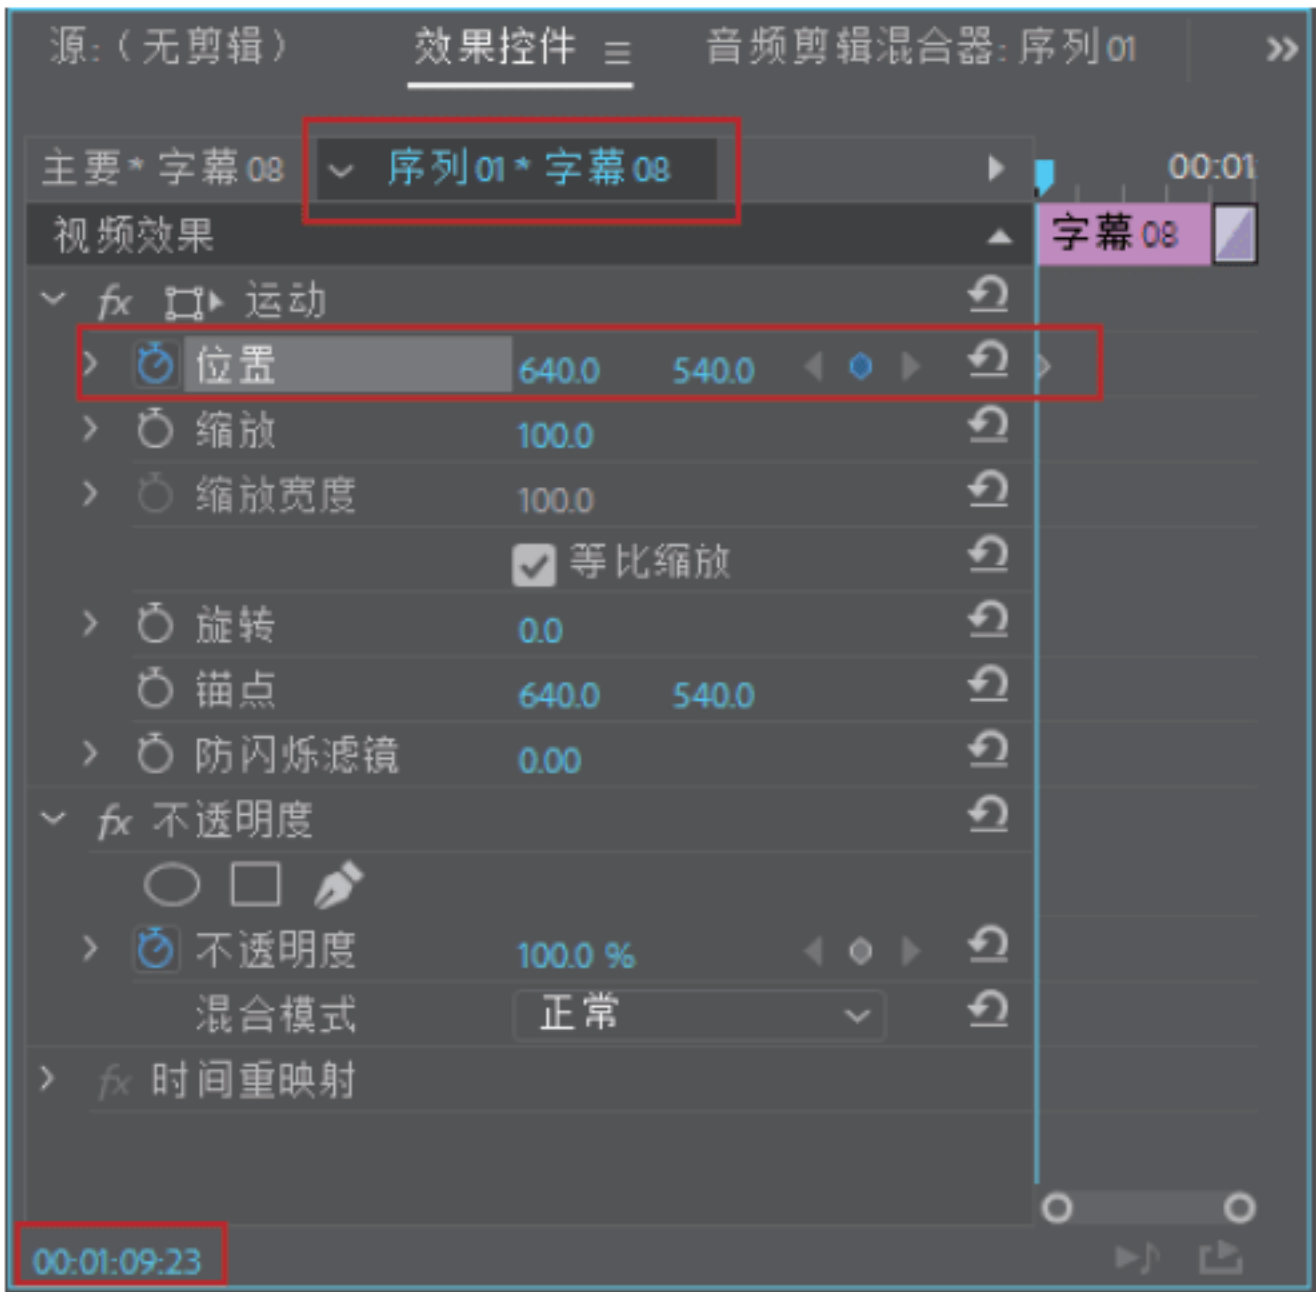 源:（无剪辑） 效果控件 音频剪辑混合器: 序列 01 »
主要 * 字幕 08 序列 01 * 字幕 08 00:01
视频效果 字幕 08
fx 运动
位置 640.0 540.0
缩放 100.0
缩放宽度 100.0
等比缩放
旋转 0.0
锚点 640.0 540.0
防闪烁滤镜 0.00
fx 不透明度
不透明度 100.0 %
混合模式 正常
fx 时间重映射
00:01:09:23